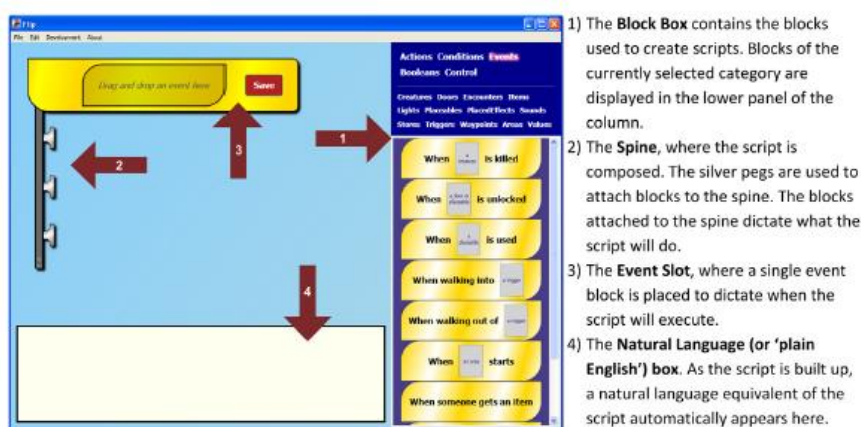 Flip
File Edit Development About
Drag and drop an event here
Save
1
2
3
4
Actions Conditions Events
Booleans Control
Creatures Doors Encounters Items
Lights Placeables PlacedEffects Sounds
Stores Triggers Waypoints Areas Values
When is killed
When is unlocked
When is used
When walking into
When walking out of
When starts
When someone gets an item
1) The Block Box contains the blocks
used to create scripts. Blocks of the
currently selected category are
displayed in the lower panel of the
column.
2) The Spine, where the script is
composed. The silver pegs are used to
attach blocks to the spine. The blocks
attached to the spine dictate what the
script will do.
3) The Event Slot, where a single event
block is placed to dictate when the
script will execute.
4) The Natural Language (or ‘plain
English’) box. As the script is built up,
a natural language equivalent of the
script automatically appears here.